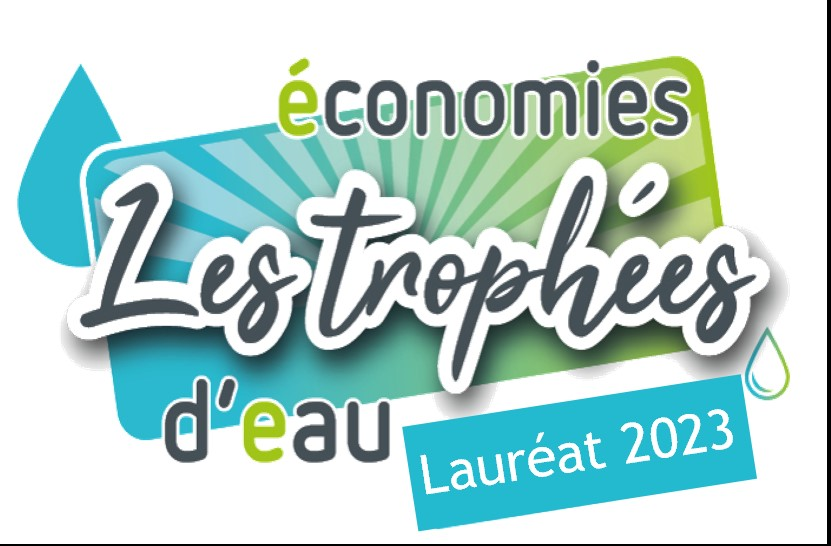 économies
Les trophées
d'eau
Lauréat 2023